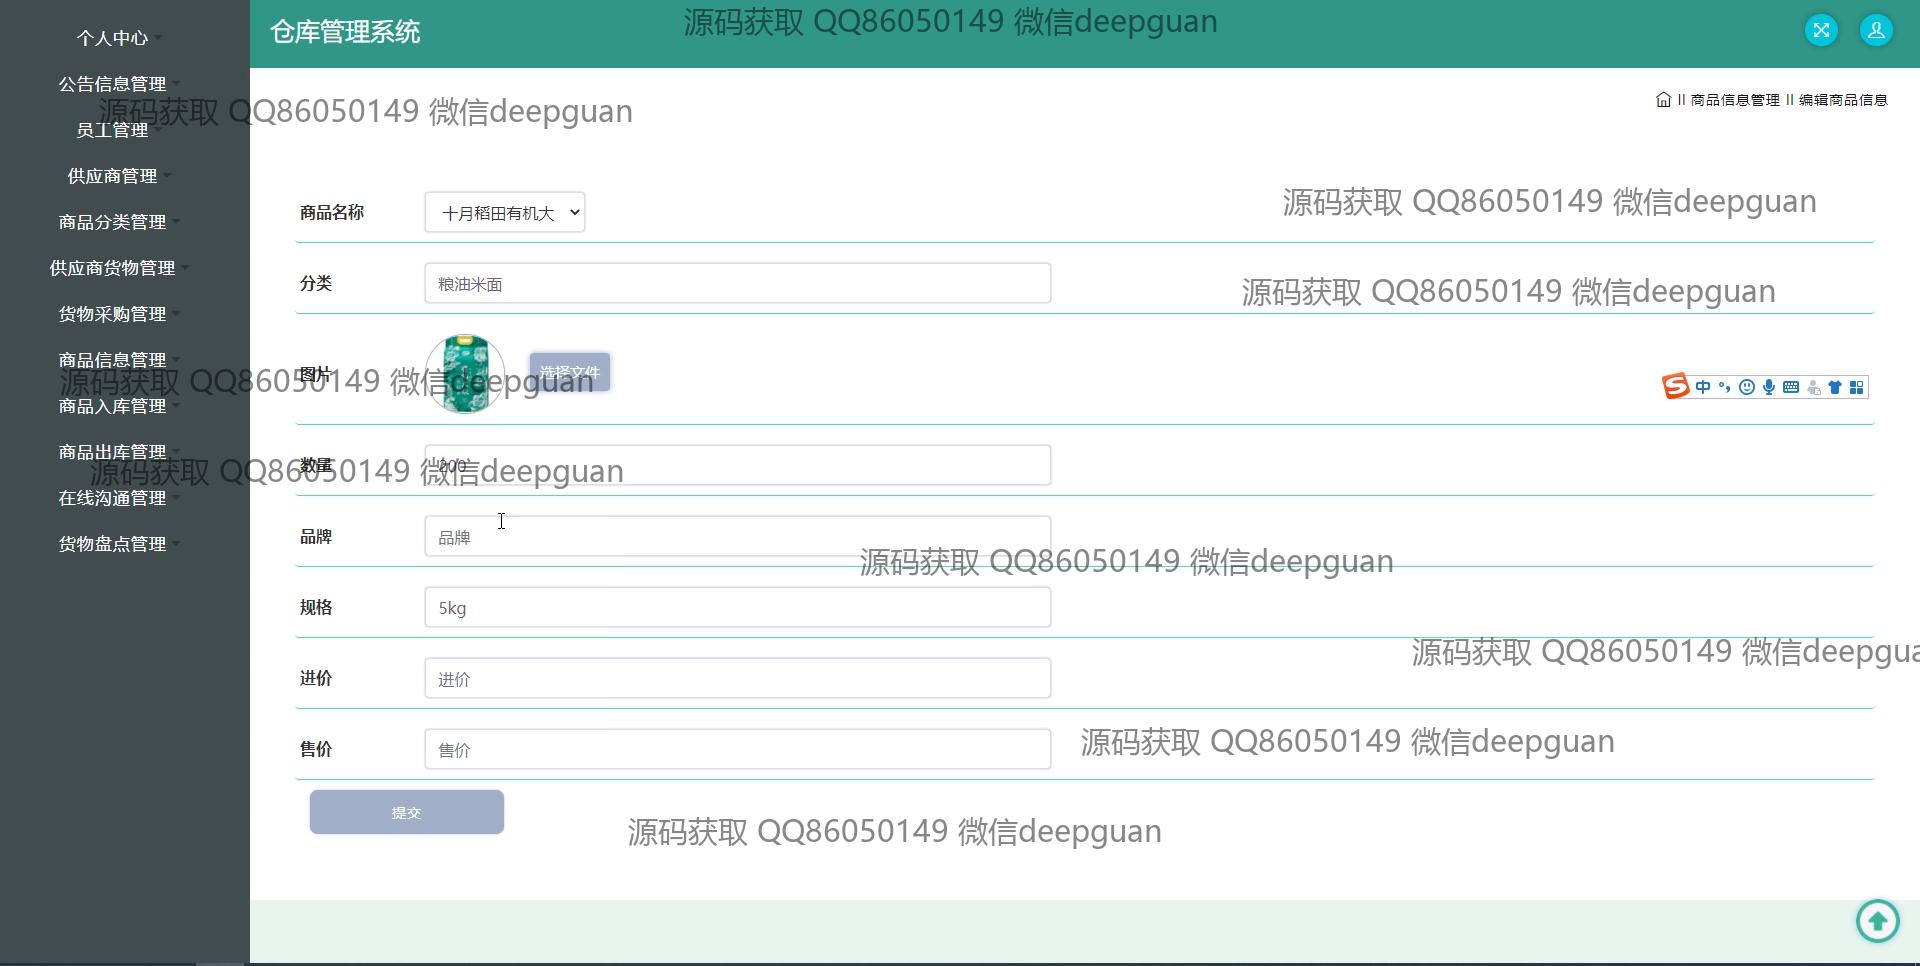 仓库管理系统
源码获取 QQ86050149 微信deepguan
个人中心
公告信息管理
源码获取 QQ86050149 微信deepguan
员工管理
供应商管理
商品分类管理
供应商货物管理
货物采购管理
商品信息管理
源码获取 QQ86050149 微信deepguan
商品入库管理
商品出库管理
源码获取 QQ86050149 微信deepguan
在线沟通管理
货物盘点管理
II 商品信息管理 II 编辑商品信息
源码获取 QQ86050149 微信deepguan
商品名称 十月稻田有机大
分类 粮油米面
源码获取 QQ86050149 微信deepguan
图片 选择文件
S 中
数量 200
品牌 品牌
源码获取 QQ86050149 微信deepguan
规格 5kg
源码获取 QQ86050149 微信deepgua
进价 进价
售价 售价
源码获取 QQ86050149 微信deepguan
提交
源码获取 QQ86050149 微信deepguan